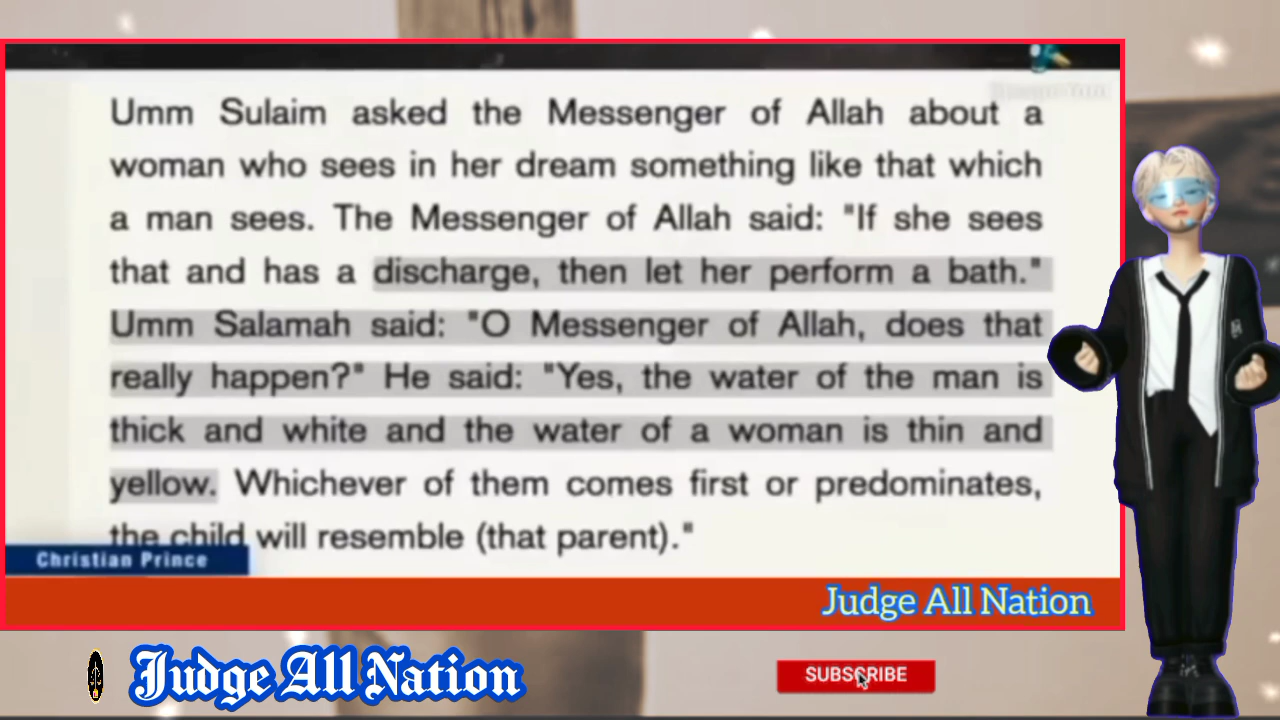 Umm Sulaim asked the Messenger of Allah about a
woman who sees in her dream something like that which
a man sees. The Messenger of Allah said: "If she sees
that and has a discharge, then let her perform a bath."
Umm Salamah said: "O Messenger of Allah, does that
really happen?" He said: "Yes, the water of the man is
thick and white and the water of a woman is thin and
yellow. Whichever of them comes first or predominates,
the child will resemble (that parent)."
Christian Prince
Judge All Nation
Judge All Nation
SUBSCRIBE